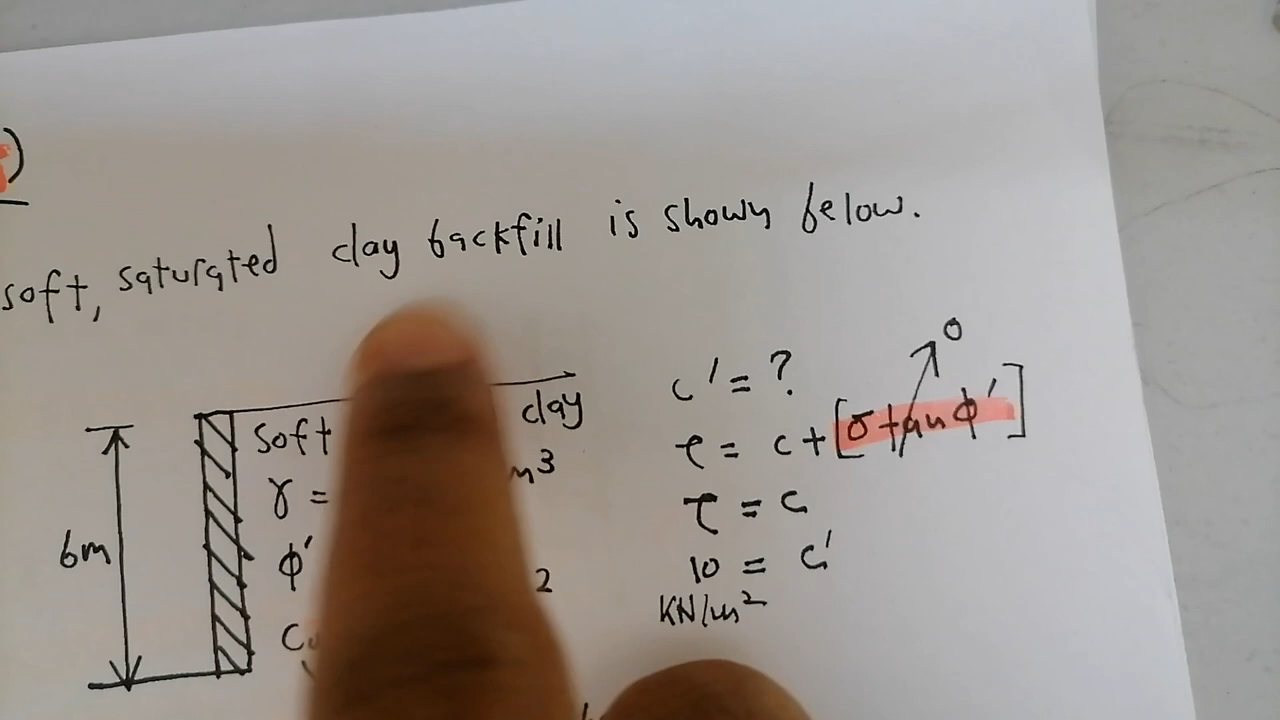 soft, saturated clay backfill is shown below.
6m
soft clay
γ = m³
φ' 2
c' = ?
τ = c + [σ tan φ'] 0
τ = c
10 = c'
KN/m²